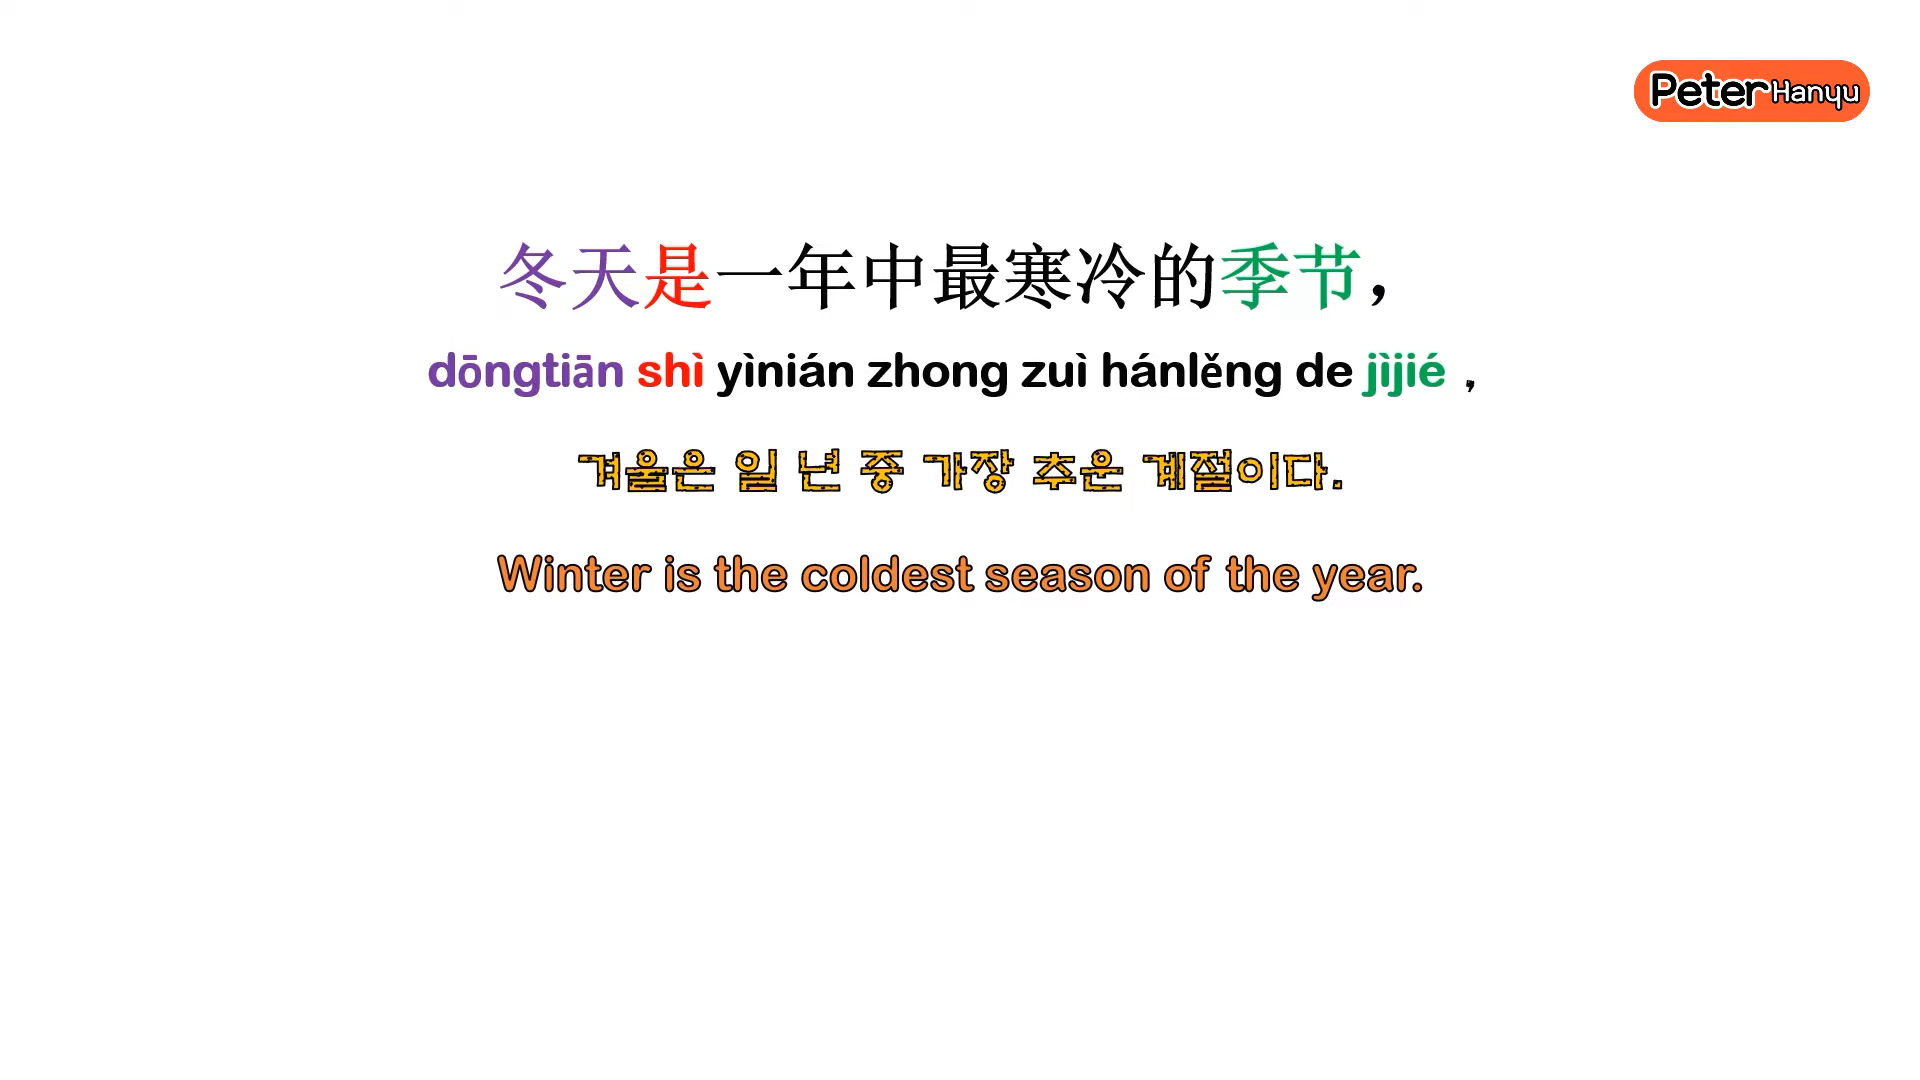 Peter Hanyu
冬天是一年中最寒冷的季节，
dōngtiān shì yìnián zhong zuì hánlěng de jìjié ，
겨울은 일 년 중 가장 추운 계절이다.
Winter is the coldest season of the year.